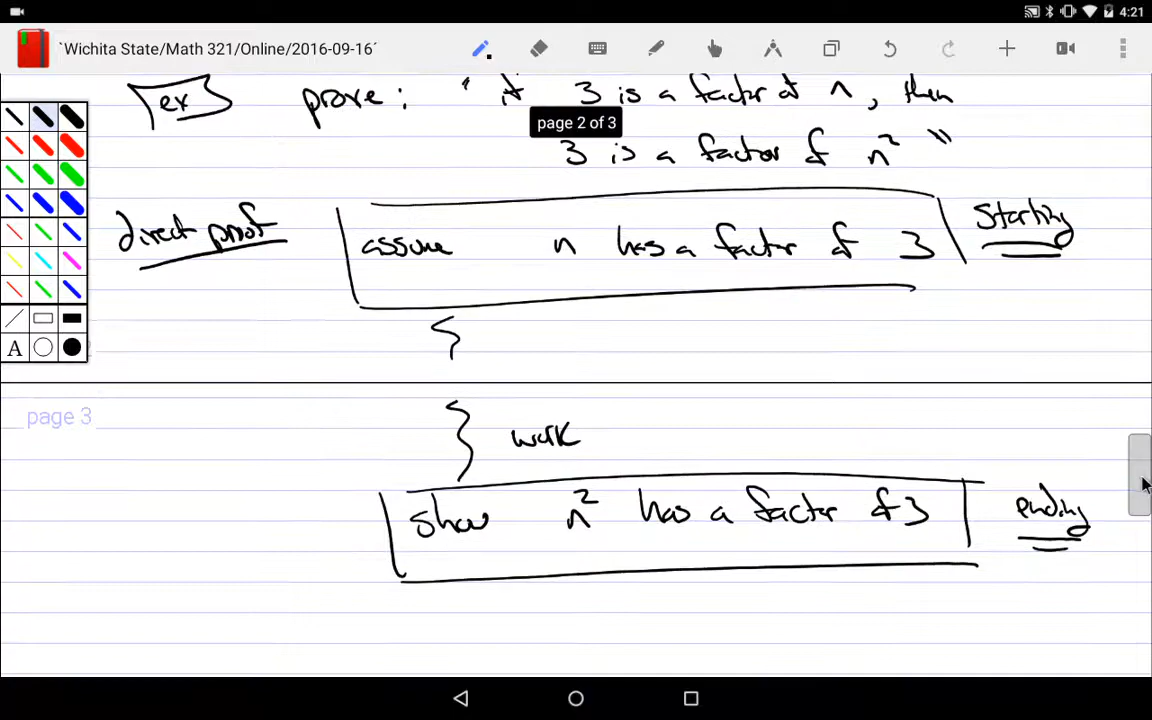 4:21
`Wichita State/Math 321/Online/2016-09-16´
ex prove: " if 3 is a factor of n, then
page 2 of 3
3 is a factor of n² "
direct proof assume n has a factor of 3 starting
A
page 3
work
show n² has a factor of 3 ending